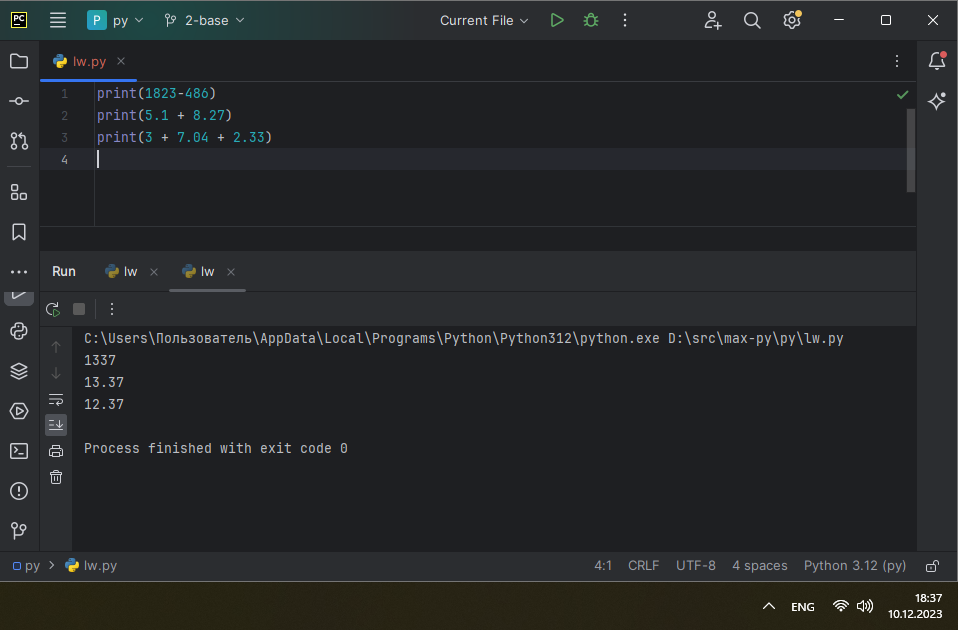 PC P py 2-base Current File
lw.py
1 print(1823-486)
2 print(5.1 + 8.27)
3 print(3 + 7.04 + 2.33)
4
Run lw lw
C:\Users\Пользователь\AppData\Local\Programs\Python\Python312\python.exe D:\src\max-py\py\lw.py
1337
13.37
12.37
Process finished with exit code 0
py lw.py 4:1 CRLF UTF-8 4 spaces Python 3.12 (py)
ENG 18:37
10.12.2023